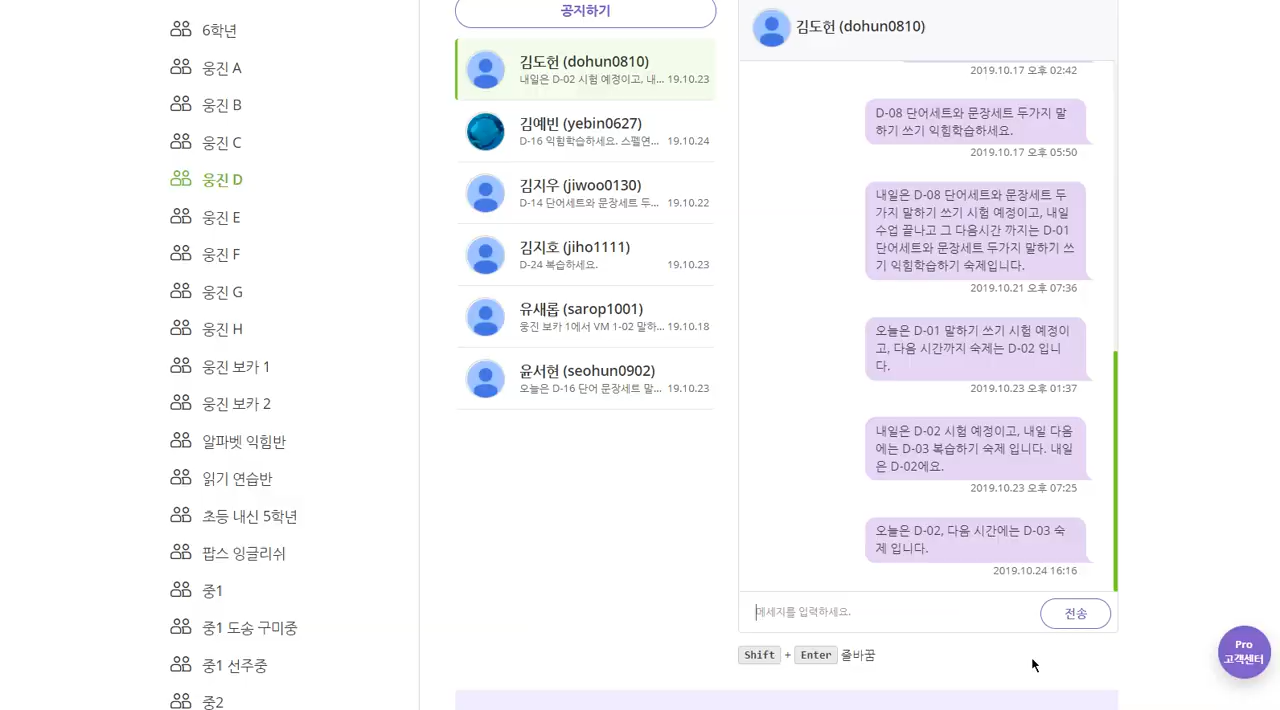 6학년
웅진 A
웅진 B
웅진 C
웅진 D
웅진 E
웅진 F
웅진 G
웅진 H
웅진 보카 1
웅진 보카 2
알파벳 익힘반
읽기 연습반
초등 내신 5학년
팝스 잉글리쉬
중1
중1 도송 구미중
중1 선주중
중2
공지하기
김도헌 (dohun0810)
내일은 D-02 시험 예정이고, 내... 19.10.23
김예빈 (yebin0627)
D-16 익힘학습하세요. 스펠연... 19.10.24
김지우 (jiwoo0130)
D-14 단어세트와 문장세트 두... 19.10.22
김지호 (jiho1111)
D-24 복습하세요. 19.10.23
유새롭 (sarop1001)
웅진 보카 1에서 VM 1-02 말하... 19.10.18
윤서현 (seohun0902)
오늘은 D-16 단어 문장세트 말... 19.10.23
김도헌 (dohun0810)
2019.10.17 오후 02:42
D-08 단어세트와 문장세트 두가지 말
하기 쓰기 익힘학습하세요.
2019.10.17 오후 05:50
내일은 D-08 단어세트와 문장세트 두
가지 말하기 쓰기 시험 예정이고, 내일
수업 끝나고 그 다음시간 까지는 D-01
단어세트와 문장세트 두가지 말하기 쓰
기 익힘학습하기 숙제입니다.
2019.10.21 오후 07:36
오늘은 D-01 말하기 쓰기 시험 예정이
고, 다음 시간까지 숙제는 D-02 입니
다.
2019.10.23 오후 01:37
내일은 D-02 시험 예정이고, 내일 다음
에는 D-03 복습하기 숙제 입니다. 내일
은 D-02에요.
2019.10.23 오후 07:25
오늘은 D-02, 다음 시간에는 D-03 숙
제 입니다.
2019.10.24 16:16
메세지를 입력하세요.
전송
Shift + Enter 줄바꿈
Pro
고객센터